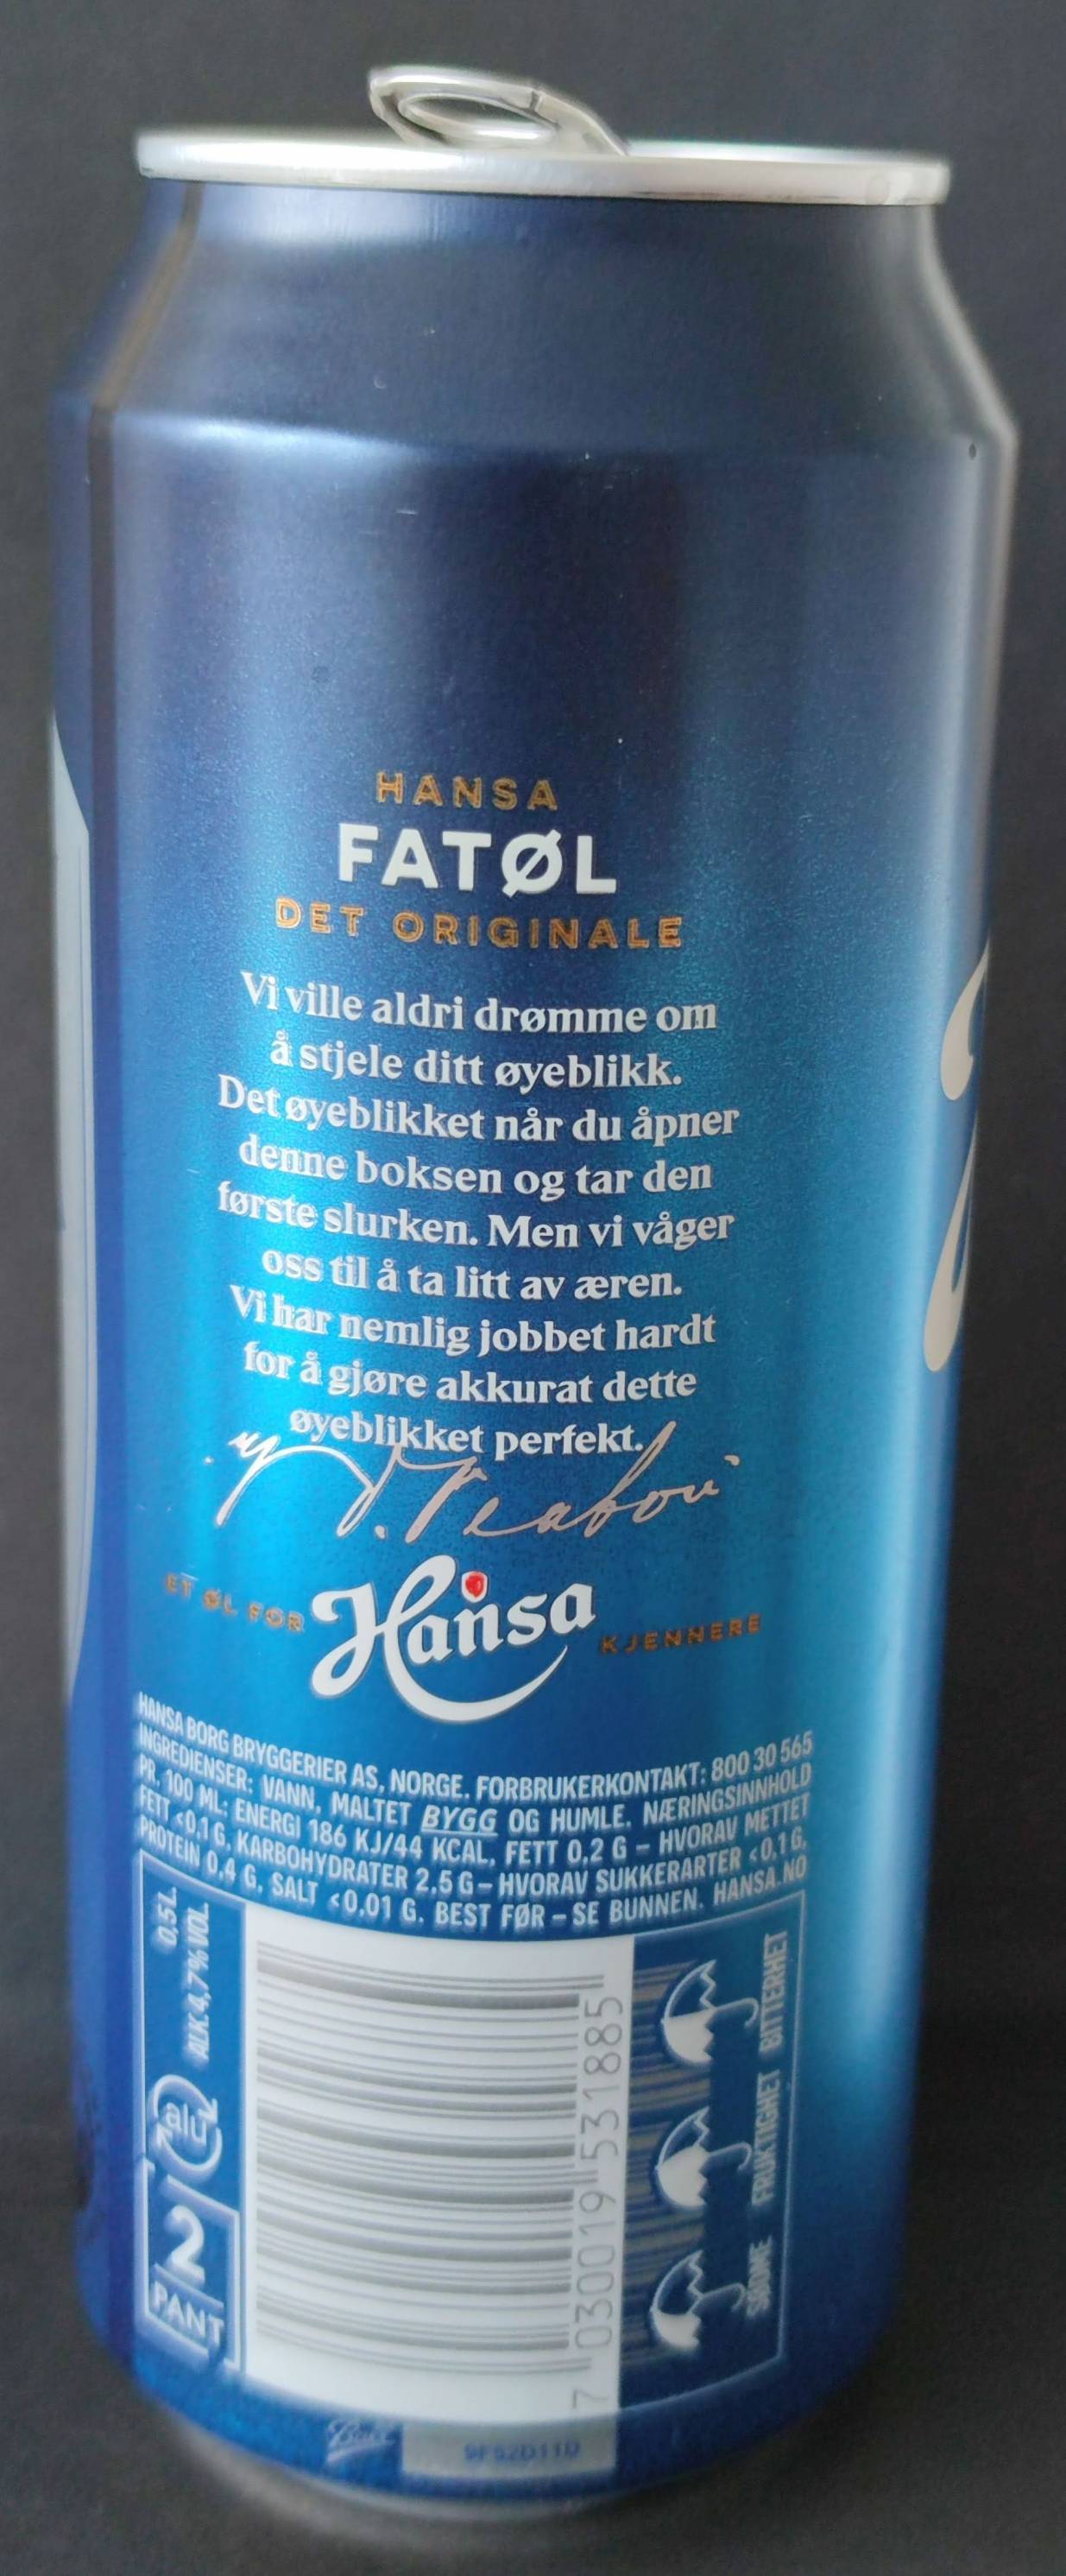 HANSA
FATØL
DET ORIGINALE
Vi ville aldri drømme om
å stjele ditt øyeblikk.
Det øyeblikket når du åpner
denne boksen og tar den
første slurken. Men vi våger
oss til å ta litt av æren.
Vi har nemlig jobbet hardt
for å gjøre akkurat dette
øyeblikket perfekt.
ET ØL FOR Hansa KJENNERE
HANSA BORG BRYGGERIER AS, NORGE. FORBRUKERKONTAKT: 800 30 565
INGREDIENSER: VANN, MALTET BYGG OG HUMLE. NÆRINGSINNHOLD
PR. 100 ML: ENERGI 186 KJ/44 KCAL, FETT 0.2 G – HVORAV METTET
FETT <0,1 G, KARBOHYDRATER 2.5 G – HVORAV SUKKERARTER <0,1 G,
PROTEIN 0,4 G, SALT <0,01 G. BEST FØR – SE BUNNEN. HANSA.NO
0,5L
ALK. 4,7% VOL
alu
2
PANT
7 030019 531885
SØDME FRUKTIGHET BITTERHET
Ball
9F52D11D